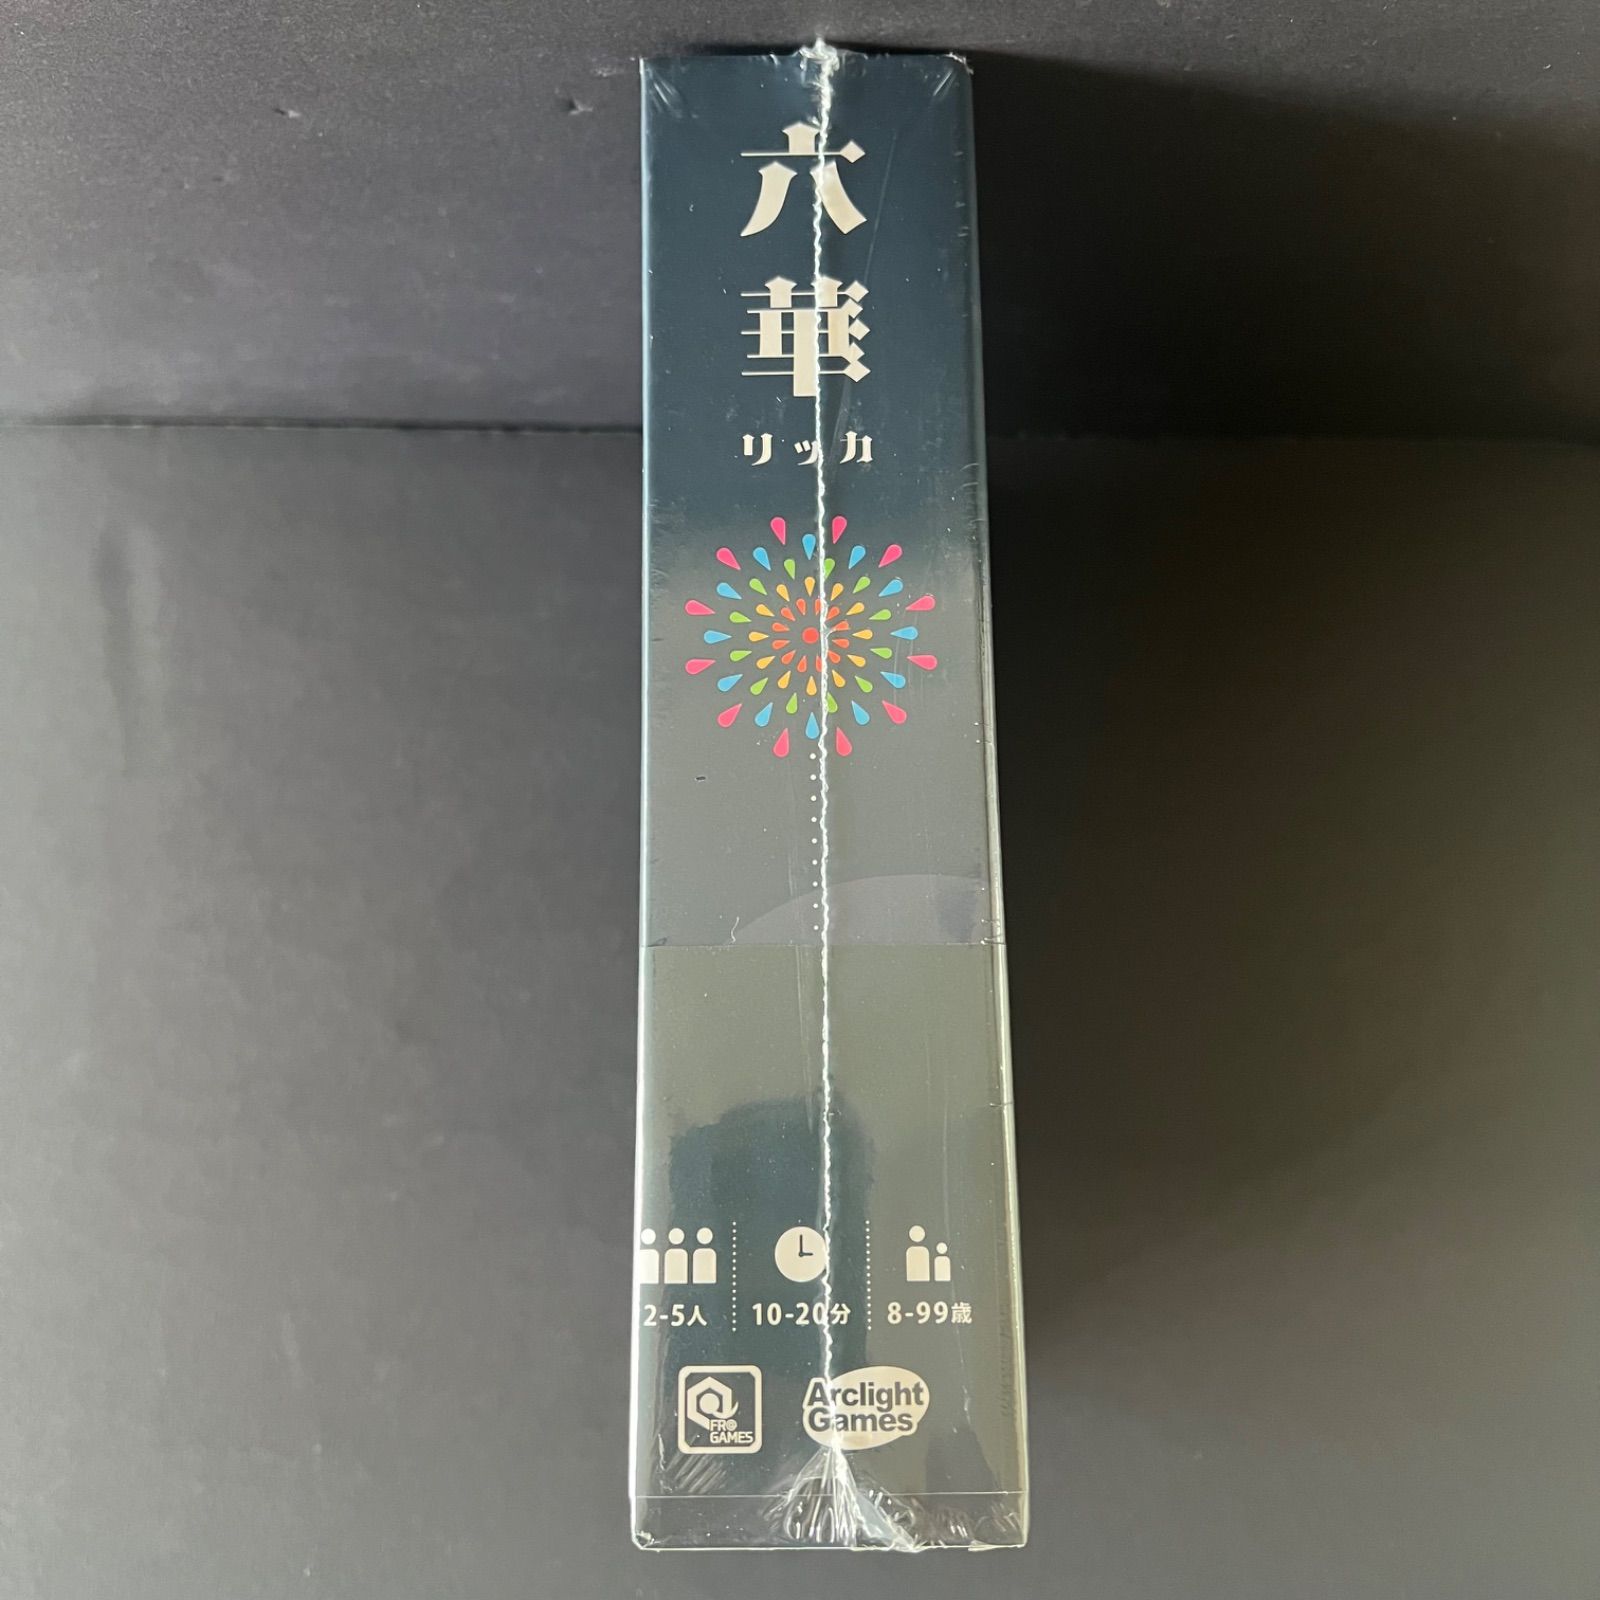 六華
リッカ
2-5人
10-20分
8-99歳
FR@
GAMES
Arclight
Games